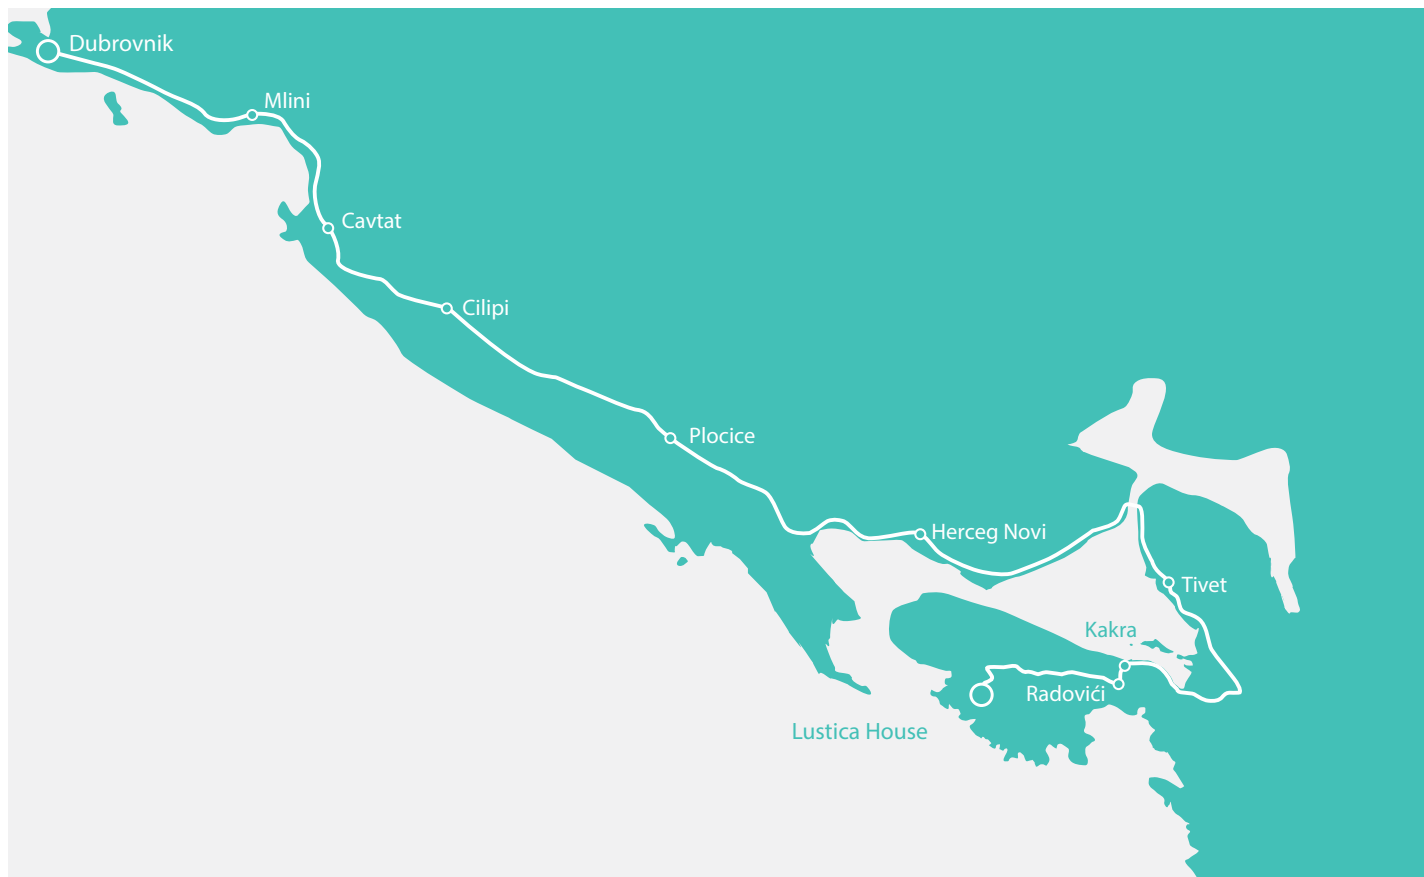 Dubrovnik
Mlini
Cavtat
Cilipi
Plocice
Herceg Novi
Tivet
Kakra
Radovići
Lustica House